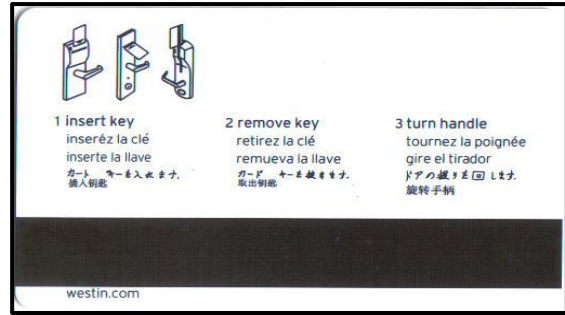 1 insert key
inseréz la clé
inserte la llave
カート キーを入れます.
插入钥匙
2 remove key
retirez la clé
remueva la llave
カード キーを抜きます.
取出钥匙
3 turn handle
tournez la poignée
gire el tirador
ドアの握りを回します.
旋转手柄
westin.com